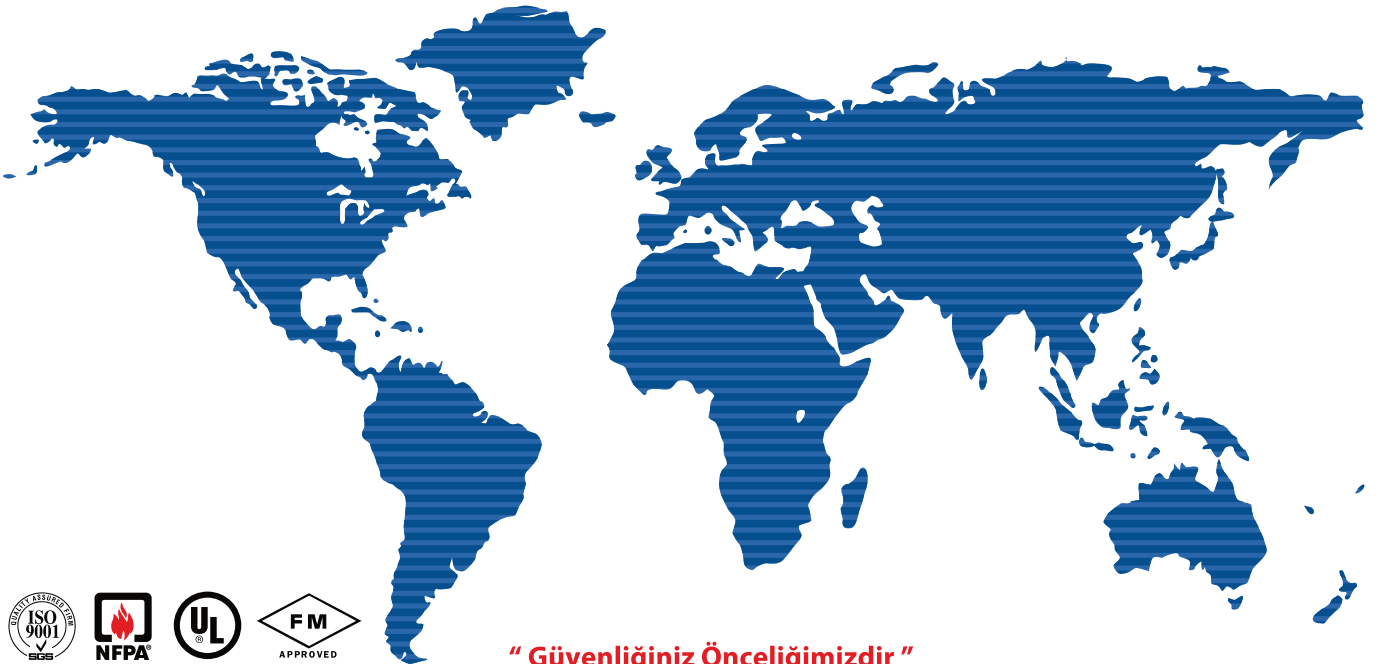 QUALITY ASSURED FIRM
ISO
9001
SGS
NFPA®
UL
®
FM
APPROVED
“ Güvenliğiniz Önceliğimizdir ”